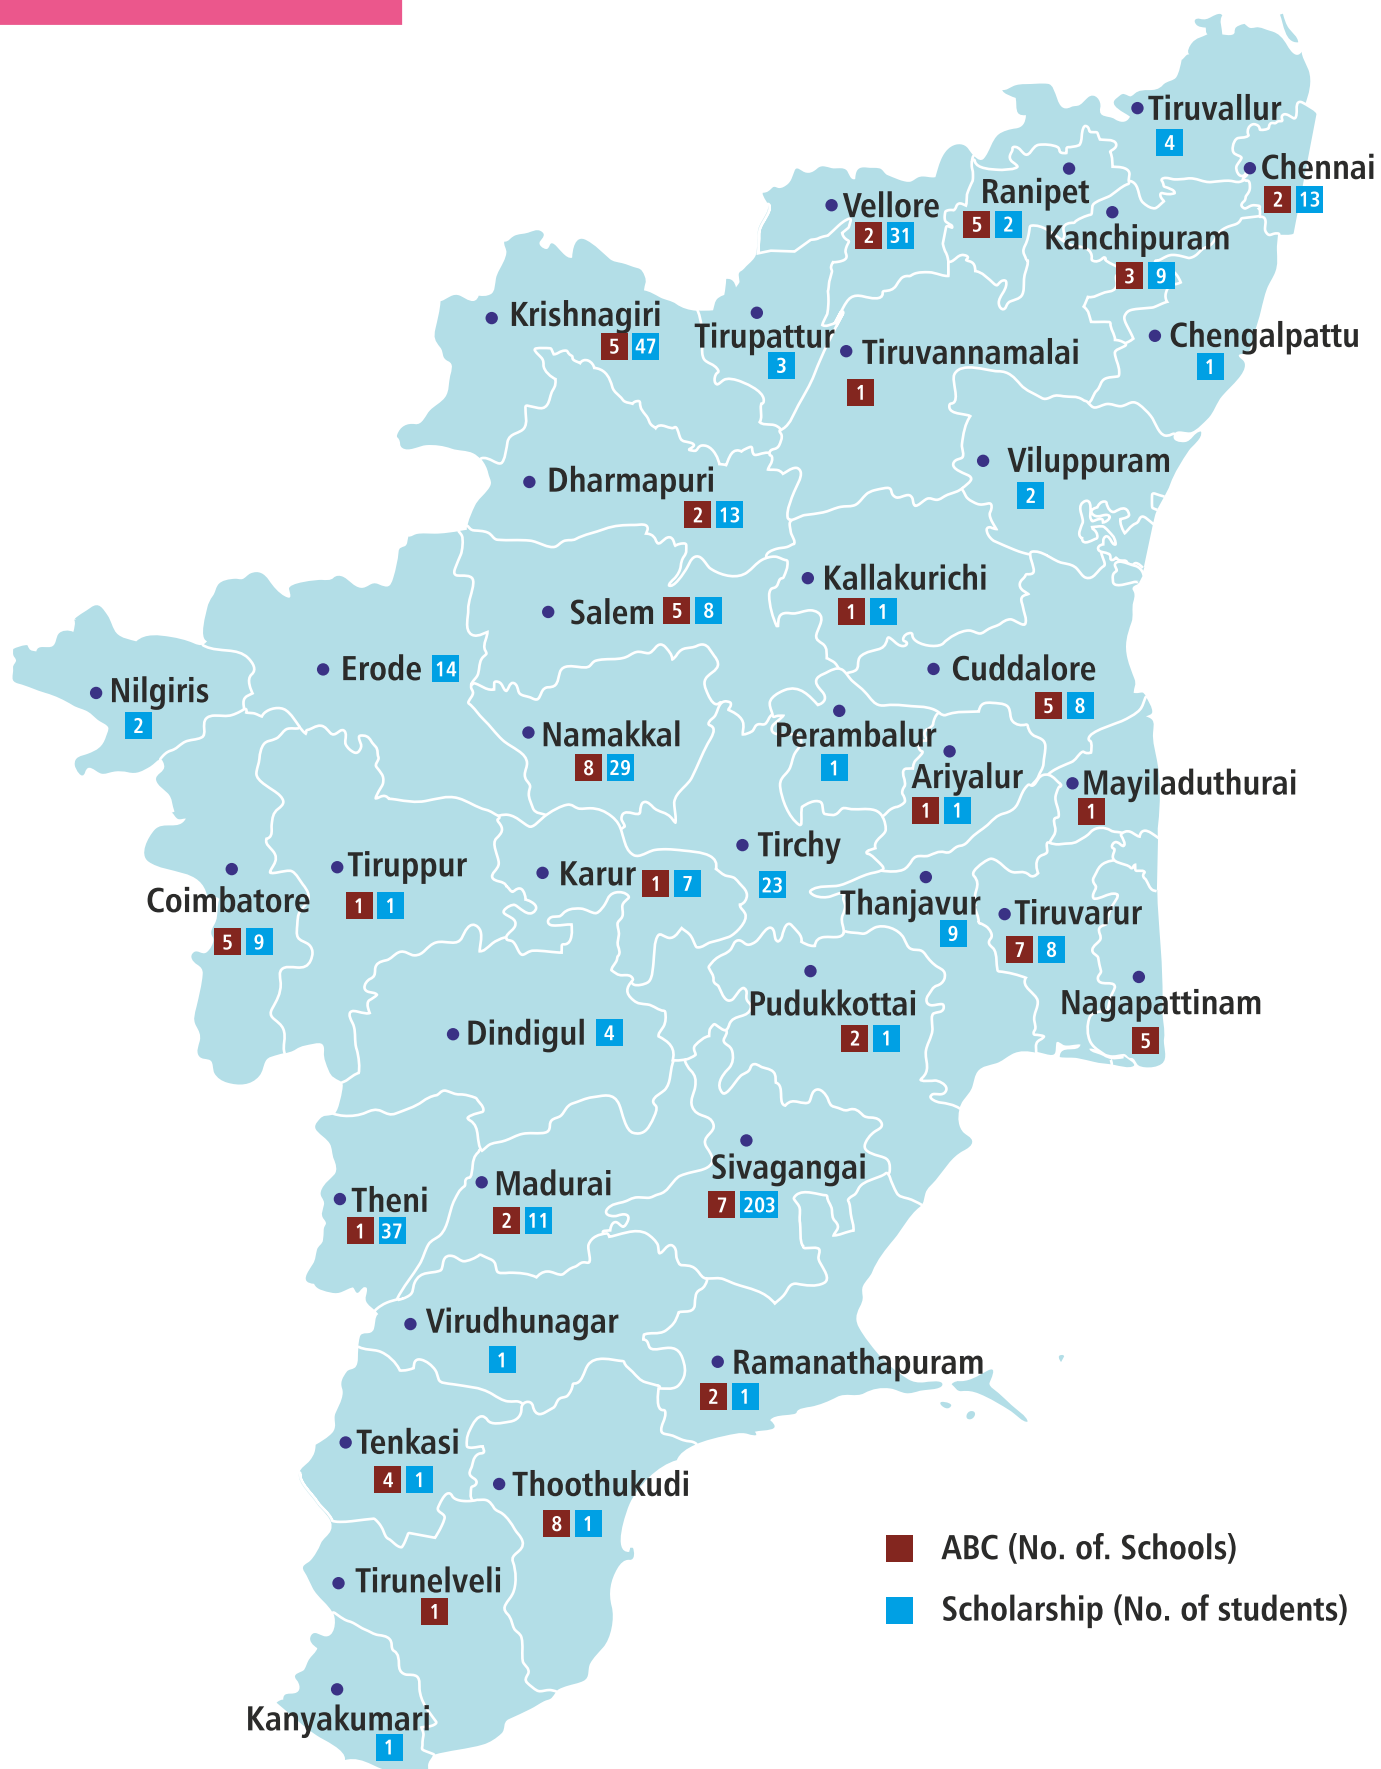 Tiruvallur
4
Chennai
2 13
Ranipet
5 2
Vellore
2 31
Kanchipuram
3 9
Krishnagiri
5 47
Tirupattur
3
Chengalpattu
1
Tiruvannamalai
1
Viluppuram
2
Dharmapuri
2 13
Kallakurichi
1 1
Salem 5 8
Erode 14
Cuddalore
5 8
Nilgiris
2
Namakkal
8 29
Perambalur
1
Ariyalur
1 1
Mayiladuthurai
1
Tirchy
23
Tiruppur
1 1
Karur 1 7
Coimbatore
5 9
Thanjavur
9
Tiruvarur
7 8
Pudukkottai
2 1
Nagapattinam
5
Dindigul 4
Sivagangai
7 203
Madurai
2 11
Theni
1 37
Virudhunagar
1
Ramanathapuram
2 1
Tenkasi
4 1
Thoothukudi
8 1
ABC (No. of. Schools)
Scholarship (No. of students)
Tirunelveli
1
Kanyakumari
1